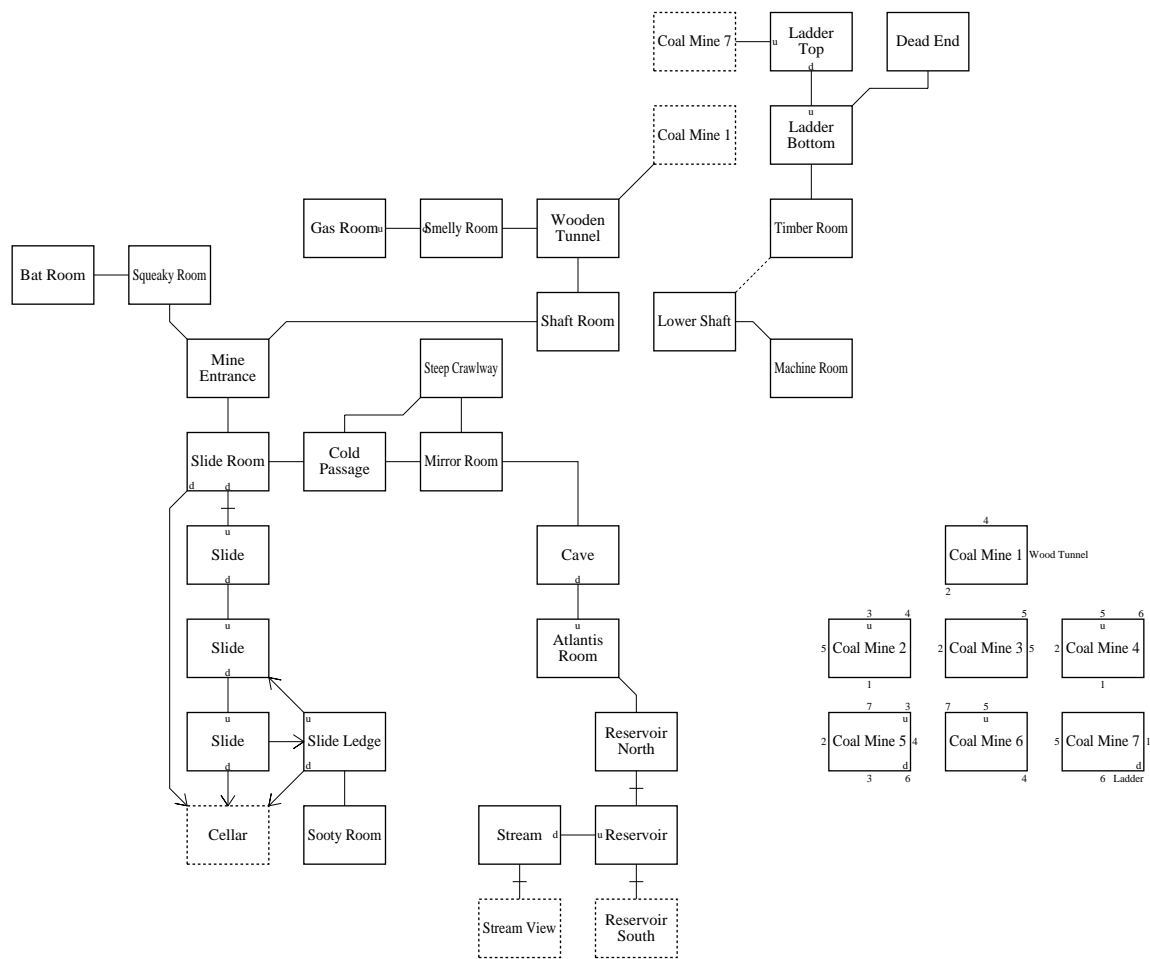 Coal Mine 7
u
Ladder
Top
d
Dead End
Coal Mine 1
u
Ladder
Bottom
Gas Room
u
d
Smelly Room
Wooden
Tunnel
Timber Room
Bat Room
Squeaky Room
Shaft Room
Lower Shaft
Mine
Entrance
Steep Crawlway
Machine Room
Slide Room
d
d
Cold
Passage
Mirror Room
u
Slide
d
Cave
d
4
Coal Mine 1
Wood Tunnel
2
u
Slide
d
u
Atlantis
Room
3 4
u
5 Coal Mine 2
1
5
2 Coal Mine 3 5
5 6
u
2 Coal Mine 4
1
u
Slide
d
u
Slide Ledge
d
Reservoir
North
7 3
u
2 Coal Mine 5 4
d
3 6
7 5
u
Coal Mine 6
4
5 Coal Mine 7 1
d
6 Ladder
Cellar
Sooty Room
Stream
d
u
Reservoir
Stream View
Reservoir
South